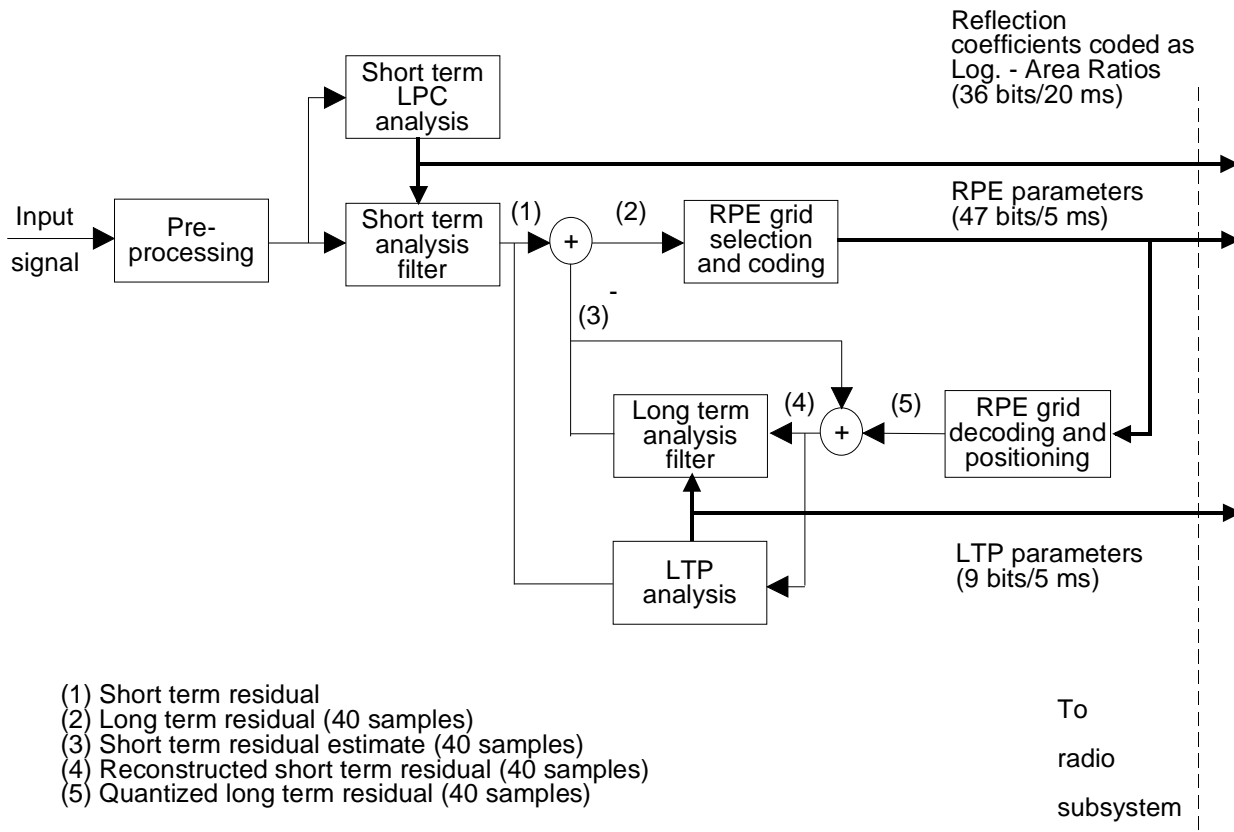 Reflection
coefficients coded as
Log. - Area Ratios
(36 bits/20 ms)
Short term
LPC
analysis
Input
signal
Pre-
processing
Short term
analysis
filter
(1)
+
(2)
RPE grid
selection
and coding
RPE parameters
(47 bits/5 ms)
-
(3)
Long term
analysis
filter
(4)
+
(5)
RPE grid
decoding and
positioning
LTP
analysis
LTP parameters
(9 bits/5 ms)
(1) Short term residual
(2) Long term residual (40 samples)
(3) Short term residual estimate (40 samples)
(4) Reconstructed short term residual (40 samples)
(5) Quantized long term residual (40 samples)
To
radio
subsystem